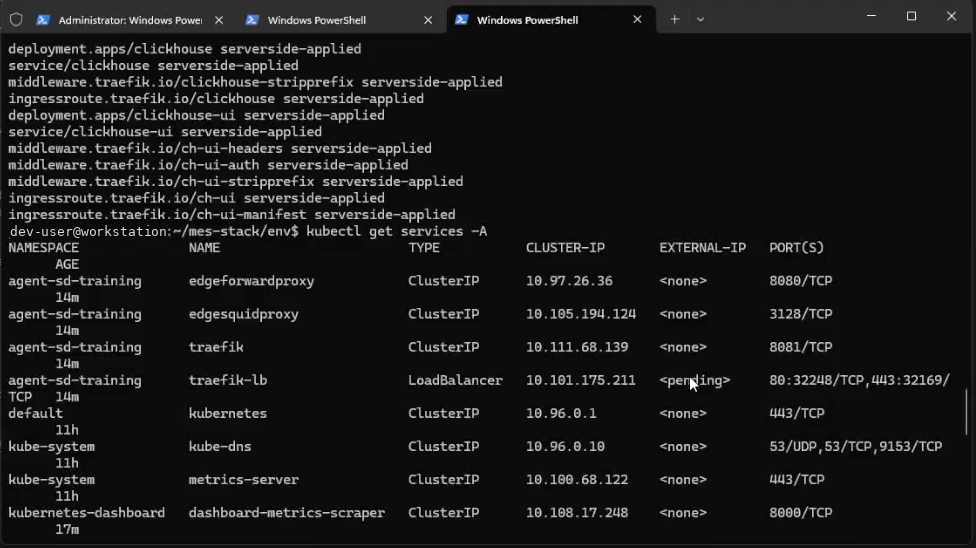 Administrator: Windows Power
Windows PowerShell
Windows PowerShell
deployment.apps/clickhouse serverside-applied
service/clickhouse serverside-applied
middleware.traefik.io/clickhouse-stripprefix serverside-applied
ingressroute.traefik.io/clickhouse serverside-applied
deployment.apps/clickhouse-ui serverside-applied
service/clickhouse-ui serverside-applied
middleware.traefik.io/ch-ui-headers serverside-applied
middleware.traefik.io/ch-ui-auth serverside-applied
middleware.traefik.io/ch-ui-stripprefix serverside-applied
ingressroute.traefik.io/ch-ui serverside-applied
ingressroute.traefik.io/ch-ui-manifest serverside-applied
dev-user@workstation:~/mes-stack/env$ kubectl get services -A
NAMESPACE NAME TYPE CLUSTER-IP EXTERNAL-IP PORT(S)
AGE
agent-sd-training edgeforwardproxy ClusterIP 10.97.26.36 <none> 8080/TCP
14m
agent-sd-training edgesquidproxy ClusterIP 10.105.194.124 <none> 3128/TCP
14m
agent-sd-training traefik ClusterIP 10.111.68.139 <none> 8081/TCP
14m
agent-sd-training traefik-lb LoadBalancer 10.101.175.211 <pending> 80:32248/TCP,443:32169/
TCP 14m
default kubernetes ClusterIP 10.96.0.1 <none> 443/TCP
11h
kube-system kube-dns ClusterIP 10.96.0.10 <none> 53/UDP,53/TCP,9153/TCP
11h
kube-system metrics-server ClusterIP 10.100.68.122 <none> 443/TCP
11h
kubernetes-dashboard dashboard-metrics-scraper ClusterIP 10.108.17.248 <none> 8000/TCP
17m